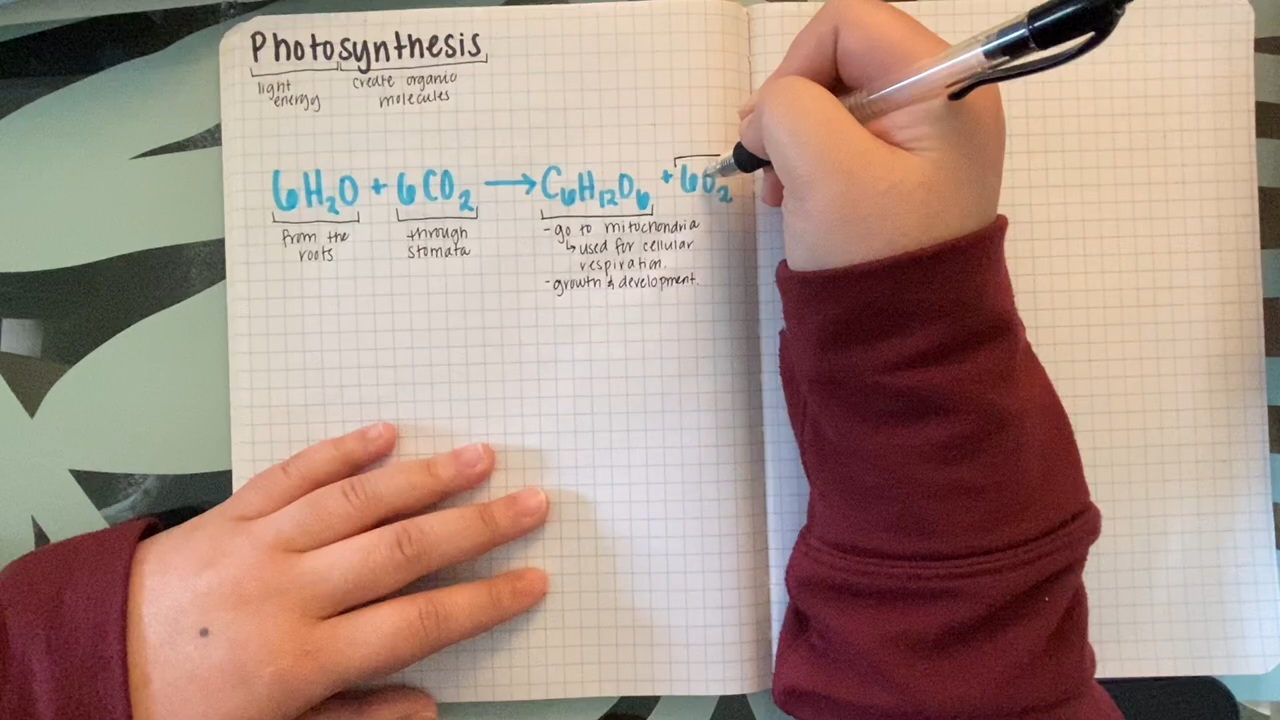 Photosynthesis
light energy
create organic molecules
6H₂O + 6CO₂ → C₆H₁₂O₆ + 6O₂
from the roots
through stomata
- go to mitochondria
↳ used for cellular respiration.
- growth & development.